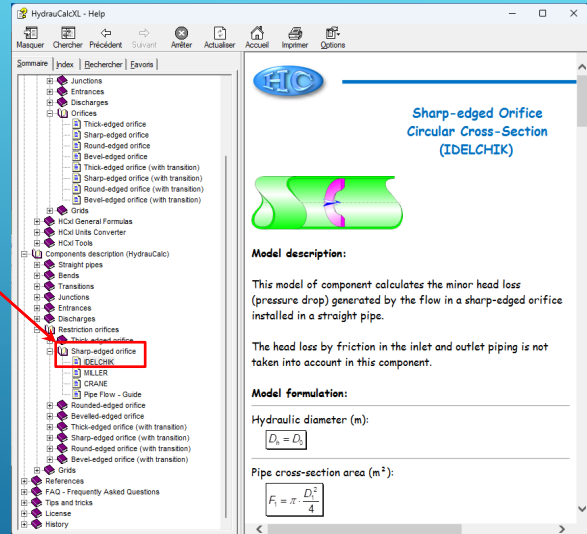 HydrauCalcXL - Help
Masquer Chercher Précédent Suivant Arrêter Actualiser Accueil Imprimer Options
Sommaire Index Rechercher Favoris
Junctions
Entrances
Discharges
Orifices
Thick-edged orifice
Sharp-edged orifice
Round-edged orifice
Bevel-edged orifice
Thick-edged orifice (with transition)
Sharp-edged orifice (with transition)
Round-edged orifice (with transition)
Bevel-edged orifice (with transition)
Grids
HCxl General Formulas
HCxl Units Converter
HCxl Tools
Components description (HydrauCalc)
Straight pipes
Bends
Transitions
Junctions
Entrances
Discharges
Restriction orifices
Thick-edged orifice
Sharp-edged orifice
IDELCHIK
MILLER
CRANE
Pipe Flow - Guide
Rounded-edged orifice
Bevelled-edged orifice
Thick-edged orifice (with transition)
Sharp-edged orifice (with transition)
Round-edged orifice (with transition)
Bevel-edged orifice (with transition)
Grids
References
FAQ - Frequently Asked Questions
Tips and tricks
License
History
HC
Sharp-edged Orifice
Circular Cross-Section
(IDELCHIK)
Model description:
This model of component calculates the minor head loss
(pressure drop) generated by the flow in a sharp-edged orifice
installed in a straight pipe.
The head loss by friction in the inlet and outlet piping is not
taken into account in this component.
Model formulation:
Hydraulic diameter (m):
Dₕ = D₀
Pipe cross-section area (m²):
F₁ = π · D₁² / 4